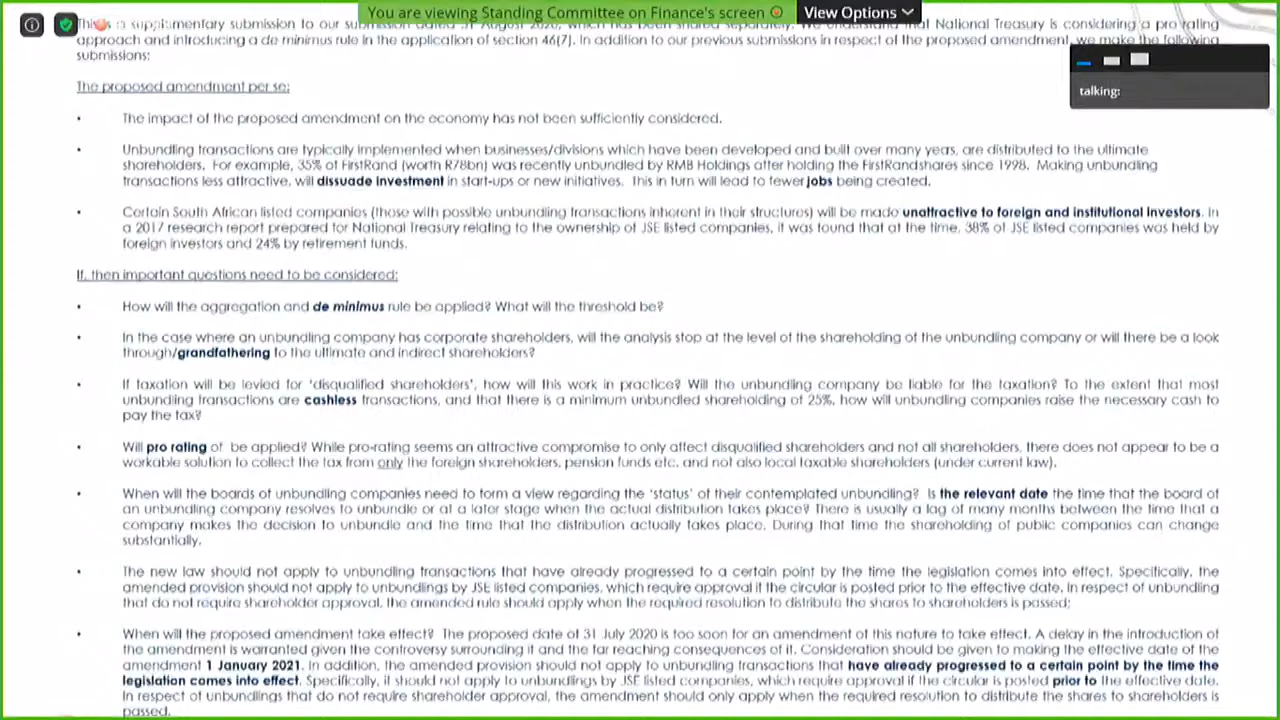 You are viewing Standing Committee on Finance's screen
View Options
This is a supplementary submission to our submission dated August 2020, which has been shared separately. We understand that National Treasury is considering a pro rating
approach and introducing a de minimus rule in the application of section 46(7). In addition to our previous submissions in respect of the proposed amendment, we make the following
submissions:
talking:
The proposed amendment per se:
• The impact of the proposed amendment on the economy has not been sufficiently considered.
• Unbundling transactions are typically implemented when businesses/divisions which have been developed and built over many years, are distributed to the ultimate
shareholders. For example, 35% of FirstRand (worth R78bn) was recently unbundled by RMB Holdings after holding the FirstRandshares since 1998. Making unbundling
transactions less attractive, will dissuade investment in start-ups or new initiatives. This in turn will lead to fewer jobs being created.
• Certain South African listed companies (those with possible unbundling transactions inherent in their structures) will be made unattractive to foreign and institutional investors. In
a 2017 research report prepared for National Treasury relating to the ownership of JSE listed companies, it was found that at the time, 38% of JSE listed companies was held by
foreign investors and 24% by retirement funds.
If, then important questions need to be considered:
• How will the aggregation and de minimus rule be applied? What will the threshold be?
• In the case where an unbundling company has corporate shareholders, will the analysis stop at the level of the shareholding of the unbundling company or will there be a look
through/grandfathering to the ultimate and indirect shareholders?
• If taxation will be levied for 'disqualified shareholders', how will this work in practice? Will the unbundling company be liable for the taxation? To the extent that most
unbundling transactions are cashless transactions, and that there is a minimum unbundled shareholding of 25%, how will unbundling companies raise the necessary cash to
pay the tax?
• Will pro rating of be applied? While pro-rating seems an attractive compromise to only affect disqualified shareholders and not all shareholders, there does not appear to be a
workable solution to collect the tax from only the foreign shareholders, pension funds etc. and not also local taxable shareholders (under current law).
• When will the boards of unbundling companies need to form a view regarding the 'status' of their contemplated unbundling? Is the relevant date the time that the board of
an unbundling company resolves to unbundle or at a later stage when the actual distribution takes place? There is usually a lag of many months between the time that a
company makes the decision to unbundle and the time that the distribution actually takes place. During that time the shareholding of public companies can change
substantially.
• The new law should not apply to unbundling transactions that have already progressed to a certain point by the time the legislation comes into effect. Specifically, the
amended provision should not apply to unbundlings by JSE listed companies, which require approval if the circular is posted prior to the effective date. In respect of unbundling
that do not require shareholder approval, the amended rule should apply when the required resolution to distribute the shares to shareholders is passed;
• When will the proposed amendment take effect? The proposed date of 31 July 2020 is too soon for an amendment of this nature to take effect. A delay in the introduction of
the amendment is warranted given the controversy surrounding it and the far reaching consequences of it. Consideration should be given to making the effective date of the
amendment 1 January 2021. In addition, the amended provision should not apply to unbundling transactions that have already progressed to a certain point by the time the
legislation comes into effect. Specifically, it should not apply to unbundlings by JSE listed companies, which require approval if the circular is posted prior to the effective date.
In respect of unbundlings that do not require shareholder approval, the amendment should only apply when the required resolution to distribute the shares to shareholders is
passed.